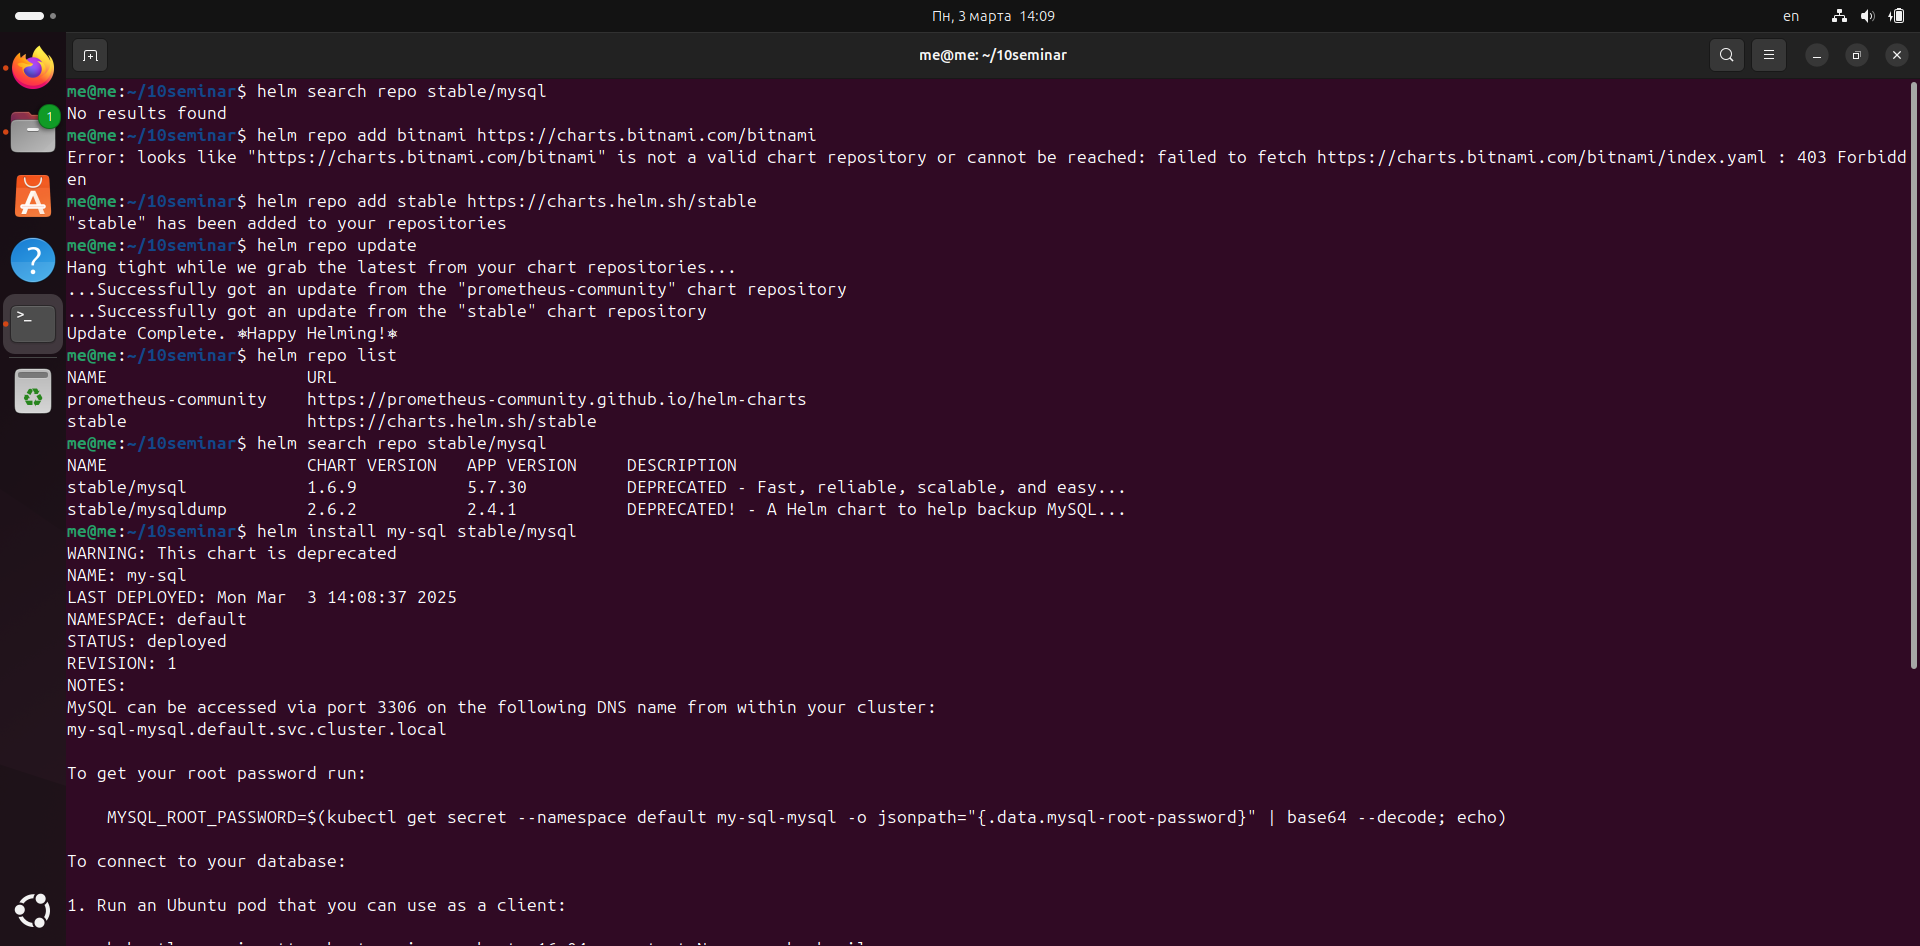 Пн, 3 марта 14:09
en
me@me: ~/10seminar
1
me@me:~/10seminar$ helm search repo stable/mysql
No results found
me@me:~/10seminar$ helm repo add bitnami https://charts.bitnami.com/bitnami
Error: looks like "https://charts.bitnami.com/bitnami" is not a valid chart repository or cannot be reached: failed to fetch https://charts.bitnami.com/bitnami/index.yaml : 403 Forbidd
en
me@me:~/10seminar$ helm repo add stable https://charts.helm.sh/stable
"stable" has been added to your repositories
me@me:~/10seminar$ helm repo update
Hang tight while we grab the latest from your chart repositories...
...Successfully got an update from the "prometheus-community" chart repository
...Successfully got an update from the "stable" chart repository
Update Complete. ⎈Happy Helming!⎈
me@me:~/10seminar$ helm repo list
NAME                    URL
prometheus-community    https://prometheus-community.github.io/helm-charts
stable                  https://charts.helm.sh/stable
me@me:~/10seminar$ helm search repo stable/mysql
NAME                    CHART VERSION   APP VERSION     DESCRIPTION
stable/mysql            1.6.9           5.7.30          DEPRECATED - Fast, reliable, scalable, and easy...
stable/mysqldump        2.6.2           2.4.1           DEPRECATED! - A Helm chart to help backup MySQL...
me@me:~/10seminar$ helm install my-sql stable/mysql
WARNING: This chart is deprecated
NAME: my-sql
LAST DEPLOYED: Mon Mar  3 14:08:37 2025
NAMESPACE: default
STATUS: deployed
REVISION: 1
NOTES:
MySQL can be accessed via port 3306 on the following DNS name from within your cluster:
my-sql-mysql.default.svc.cluster.local
To get your root password run:
MYSQL_ROOT_PASSWORD=$(kubectl get secret --namespace default my-sql-mysql -o jsonpath="{.data.mysql-root-password}" | base64 --decode; echo)
To connect to your database:
1. Run an Ubuntu pod that you can use as a client: